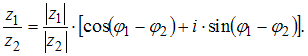 z₁/z₂ = |z₁|/|z₂| · [cos(φ₁ − φ₂) + i · sin(φ₁ − φ₂)],